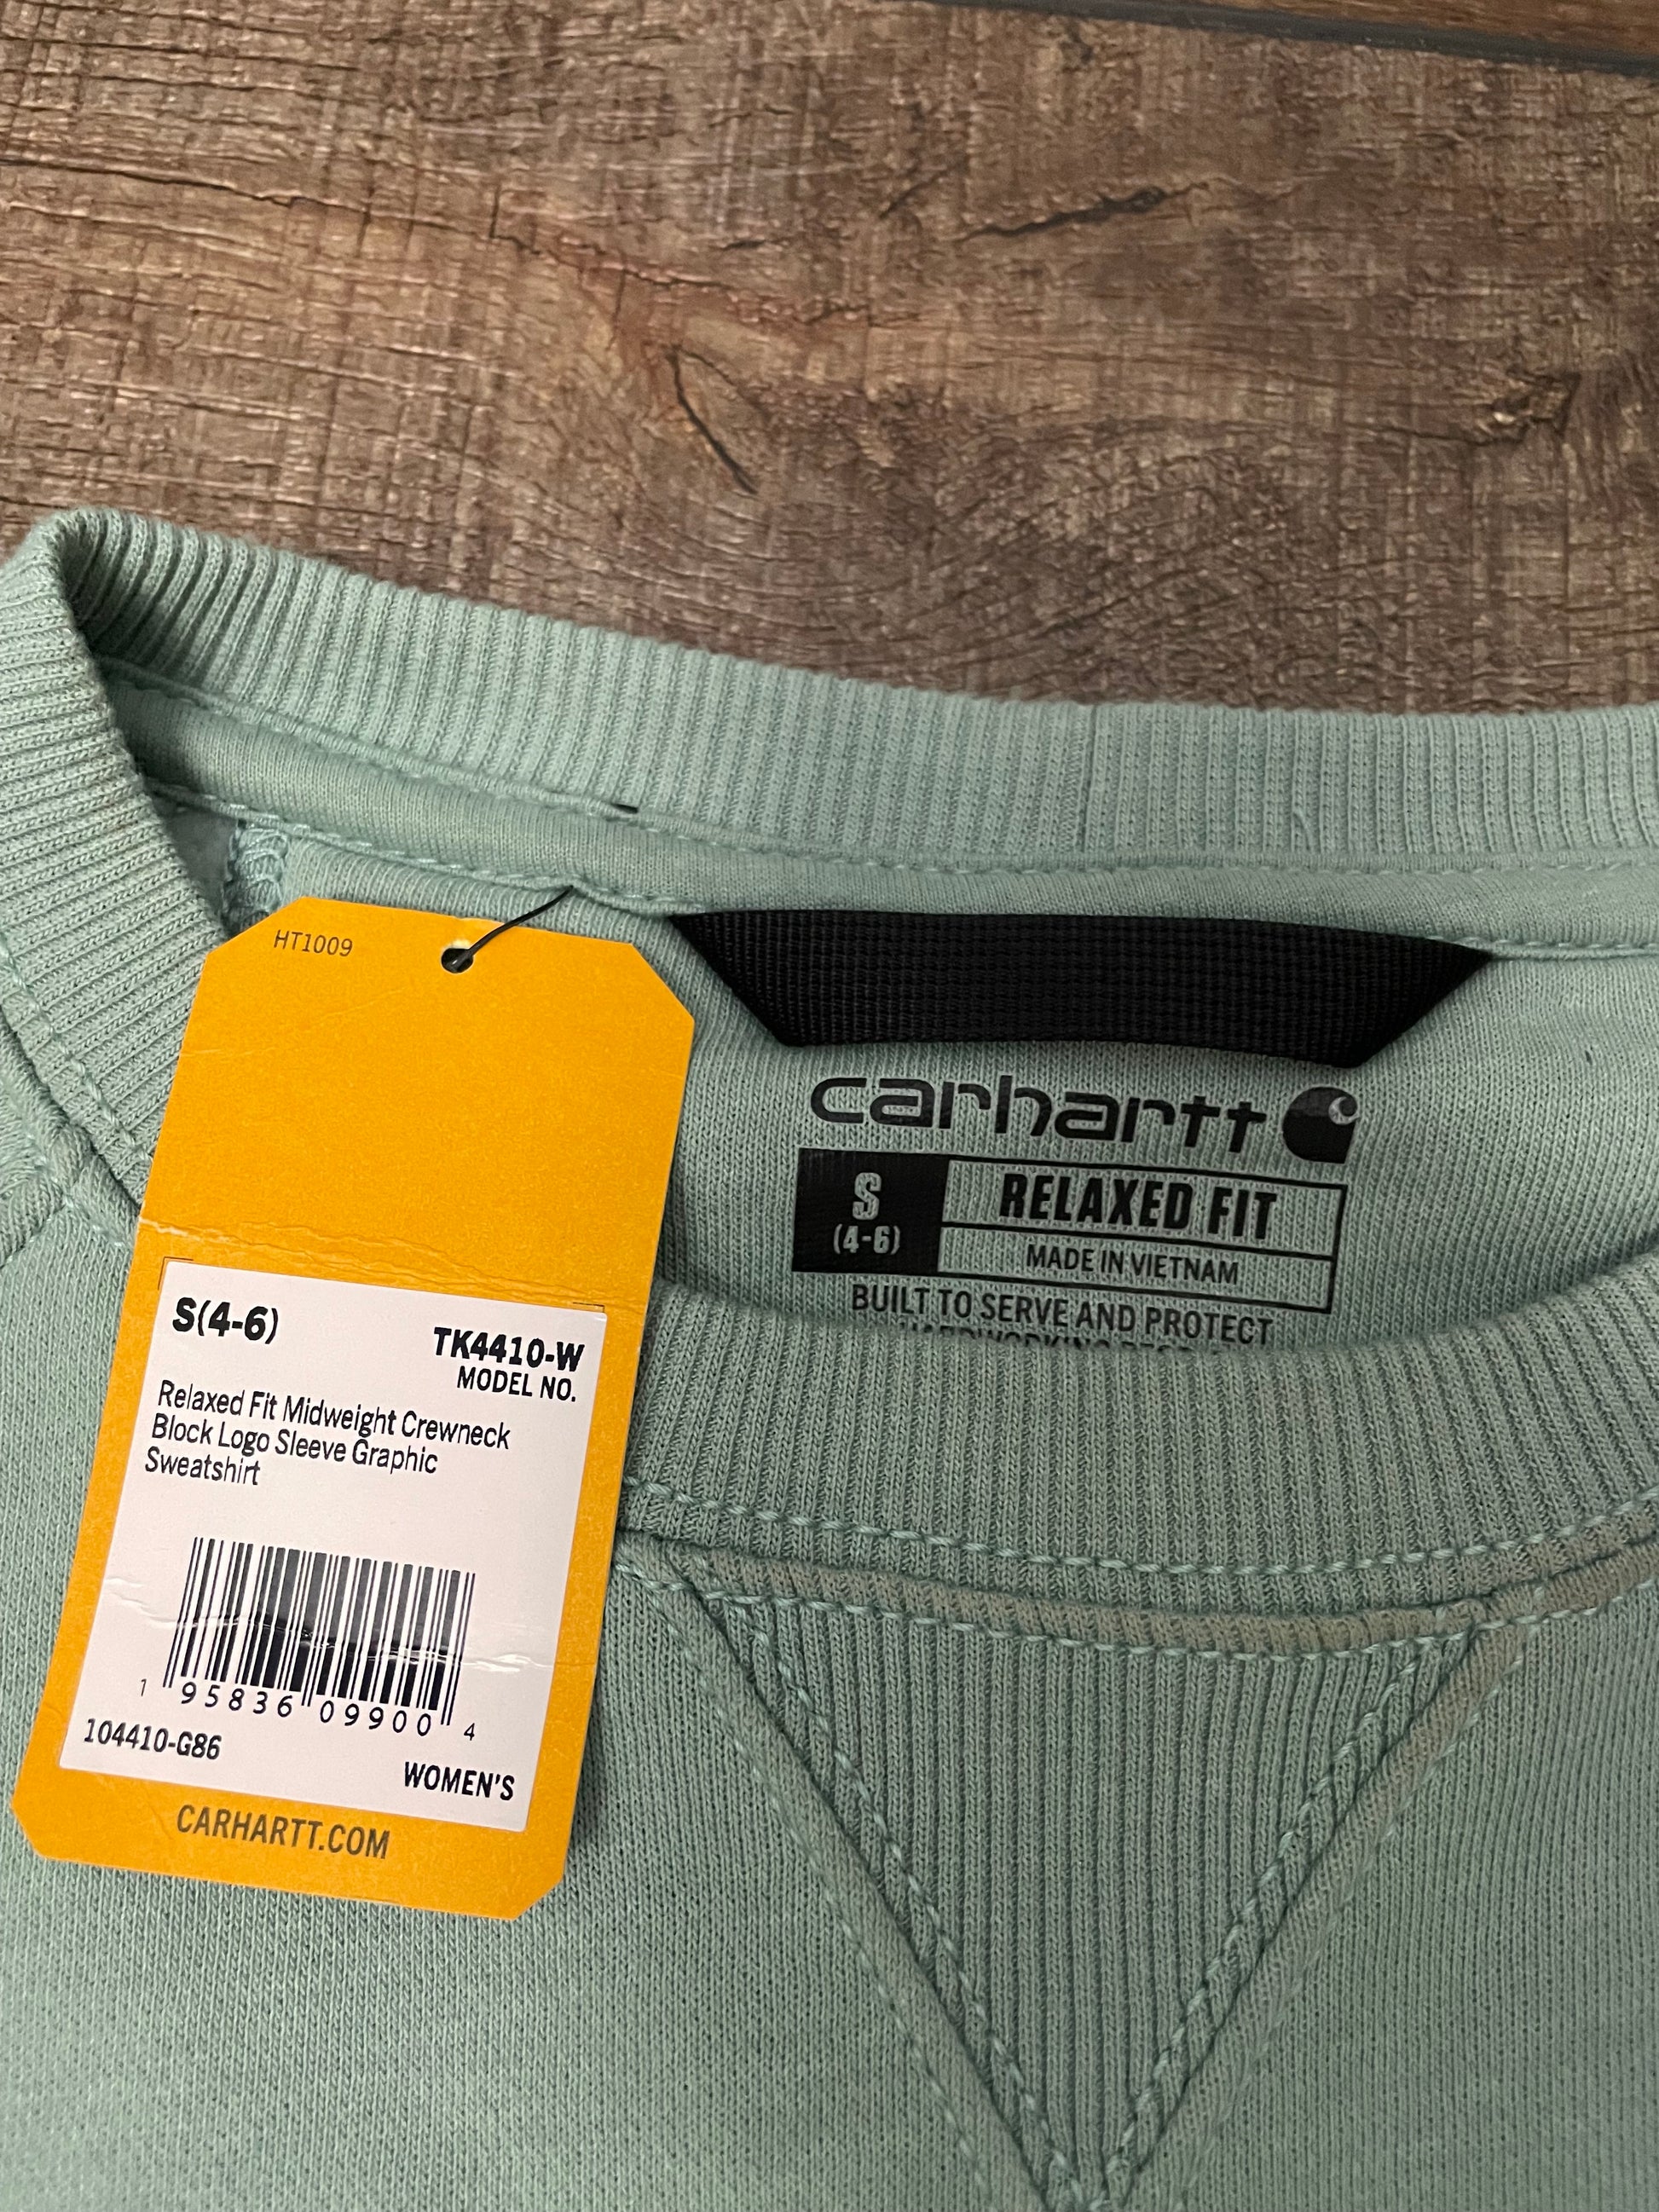 HT1009
S(4-6)
TK4410-W
MODEL NO.
Relaxed Fit Midweight Crewneck
Block Logo Sleeve Graphic
Sweatshirt
1 95836 09900 4
104410-G86
WOMEN'S
CARHARTT.COM
carhartt
S
(4-6)
RELAXED FIT
MADE IN VIETNAM
BUILT TO SERVE AND PROTECT